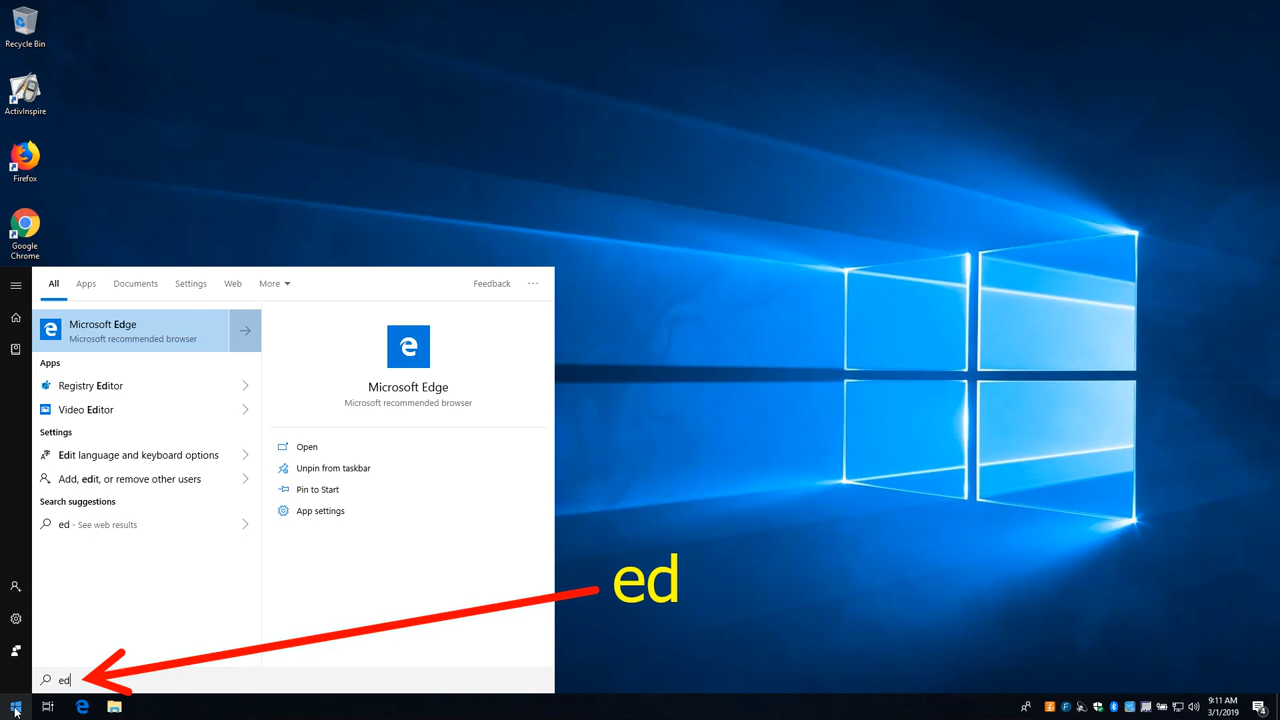 Recycle Bin
ActivInspire
Firefox
Google
Chrome
All Apps Documents Settings Web More Feedback ...
Microsoft Edge
Microsoft recommended browser
Apps
Registry Editor
Video Editor
Settings
Edit language and keyboard options
Add, edit, or remove other users
Search suggestions
ed - See web results
Microsoft Edge
Microsoft recommended browser
Open
Unpin from taskbar
Pin to Start
App settings
ed
ed
9:11 AM
3/1/2019
4